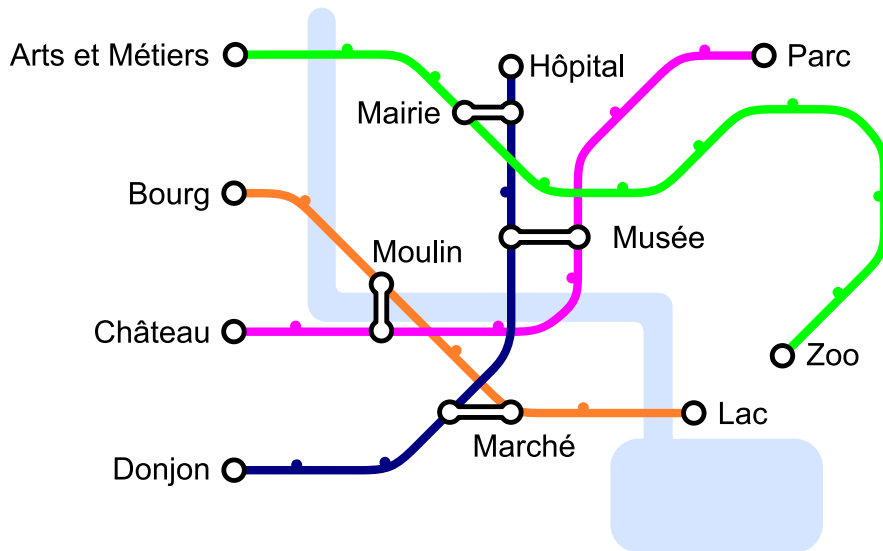 Arts et Métiers
Hôpital
Parc
Mairie
Bourg
Moulin
Musée
Château
Zoo
Lac
Marché
Donjon